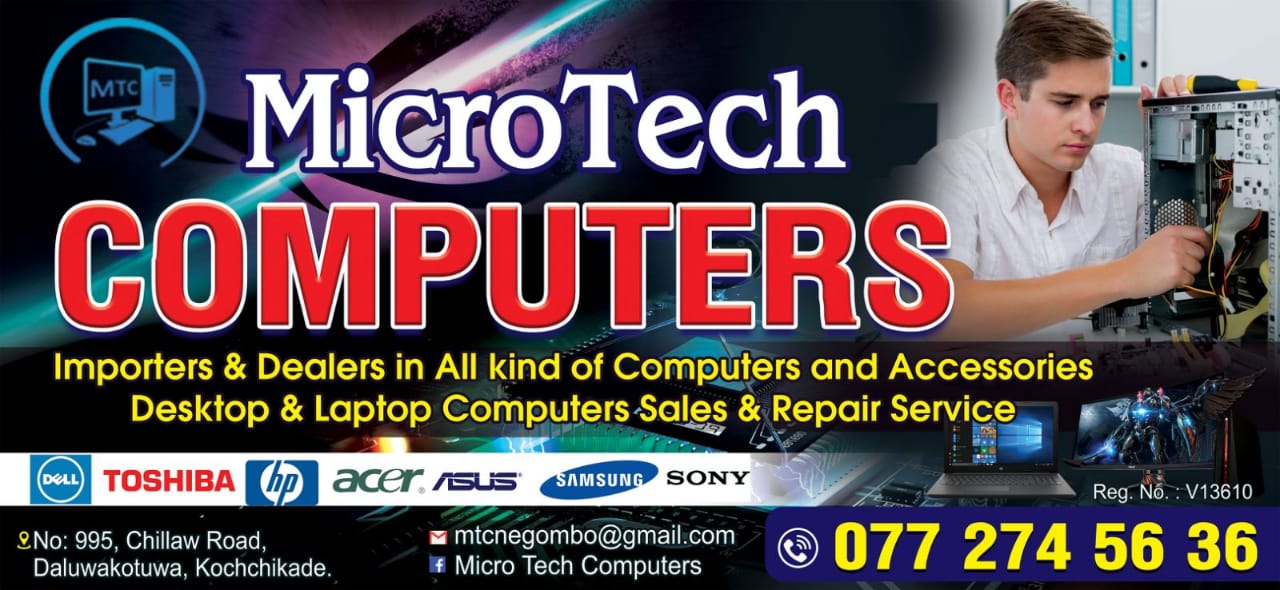 MTC
MicroTech
COMPUTERS
Importers & Dealers in All kind of Computers and Accessories
Desktop & Laptop Computers Sales & Repair Service
DELL TOSHIBA hp acer ASUS SAMSUNG SONY
Reg. No. : V13610
No: 995, Chillaw Road,
Daluwakotuwa, Kochchikade.
mtcnegombo@gmail.com
f Micro Tech Computers
077 274 56 36